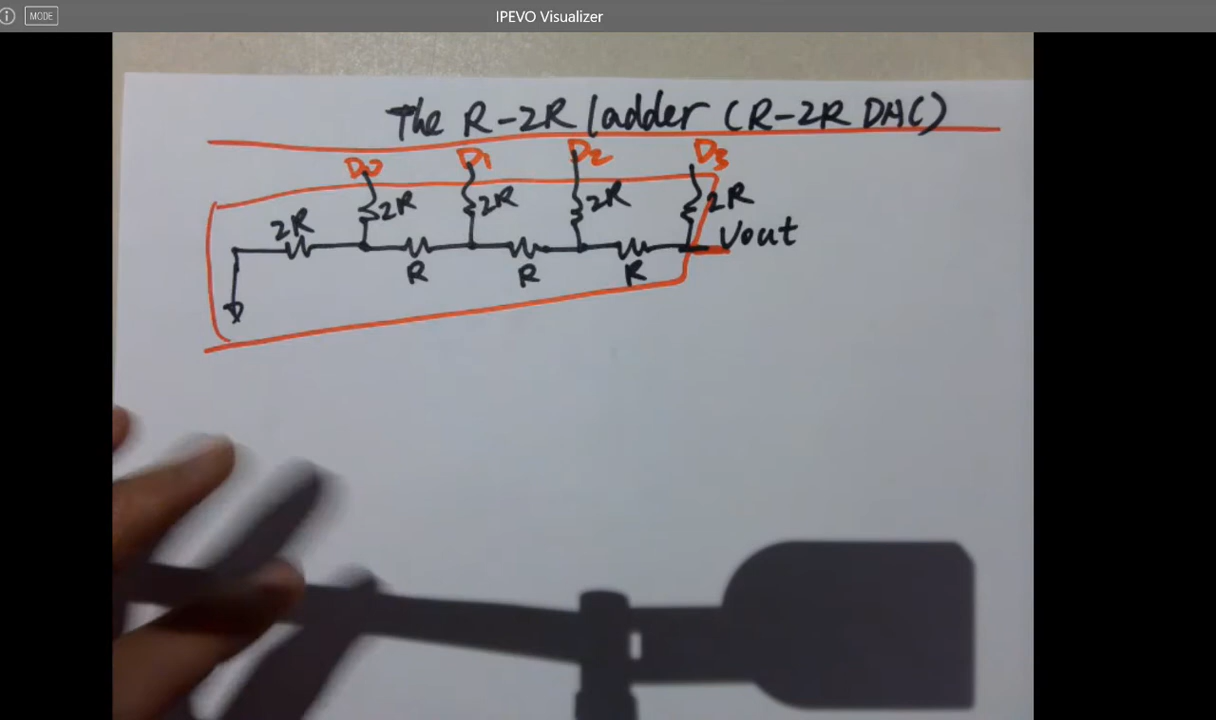 MODE
IPEVO Visualizer
The R-2R ladder (R-2R DAC)
D0 D1 D2 D3
2R 2R 2R 2R 2R
Vout
R R R